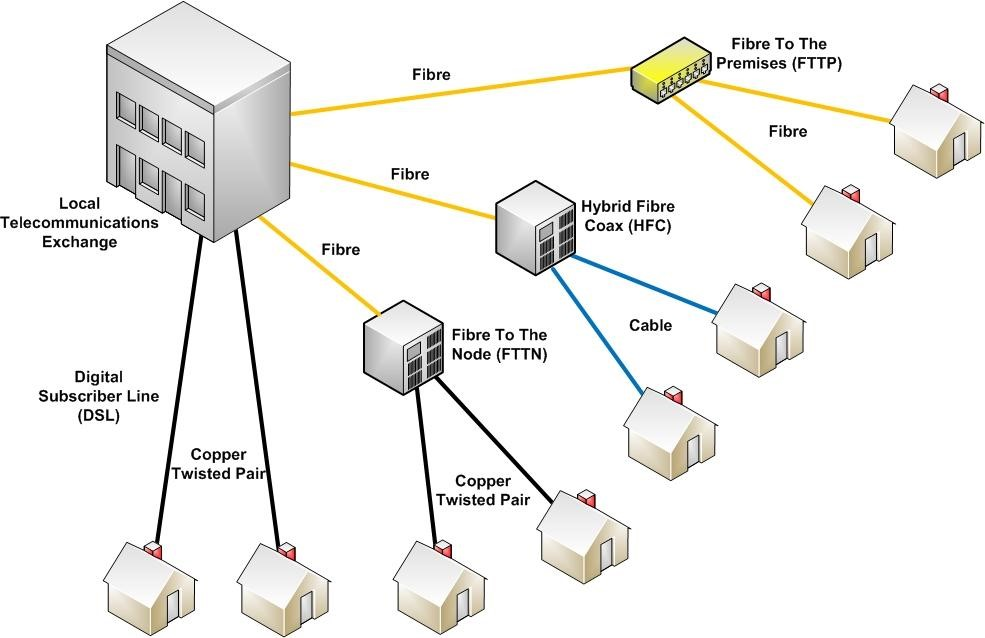 Fibre To The
Premises (FTTP)
Fibre
Fibre
Fibre
Local
Telecommunications
Exchange
Hybrid Fibre
Coax (HFC)
Fibre
Cable
Fibre To The
Node (FTTN)
Digital
Subscriber Line
(DSL)
Copper
Twisted Pair
Copper
Twisted Pair